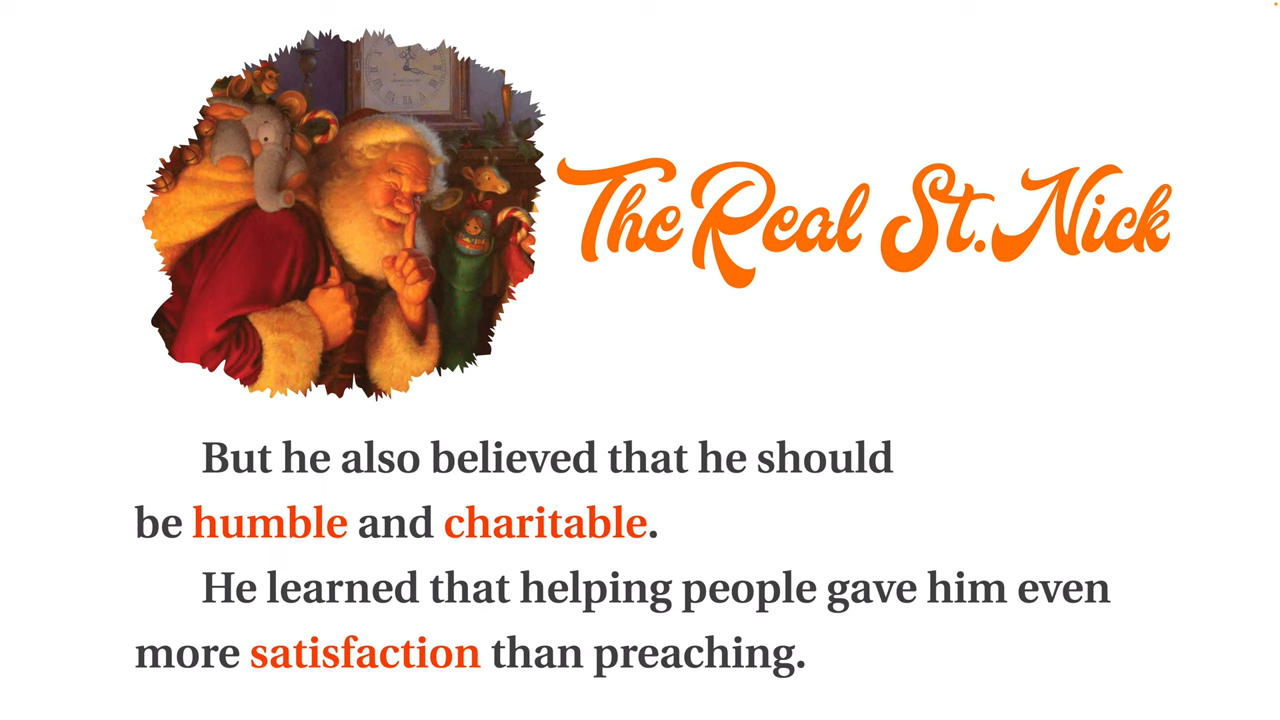 The Real St. Nick
But he also believed that he should
be humble and charitable.
He learned that helping people gave him even
more satisfaction than preaching.